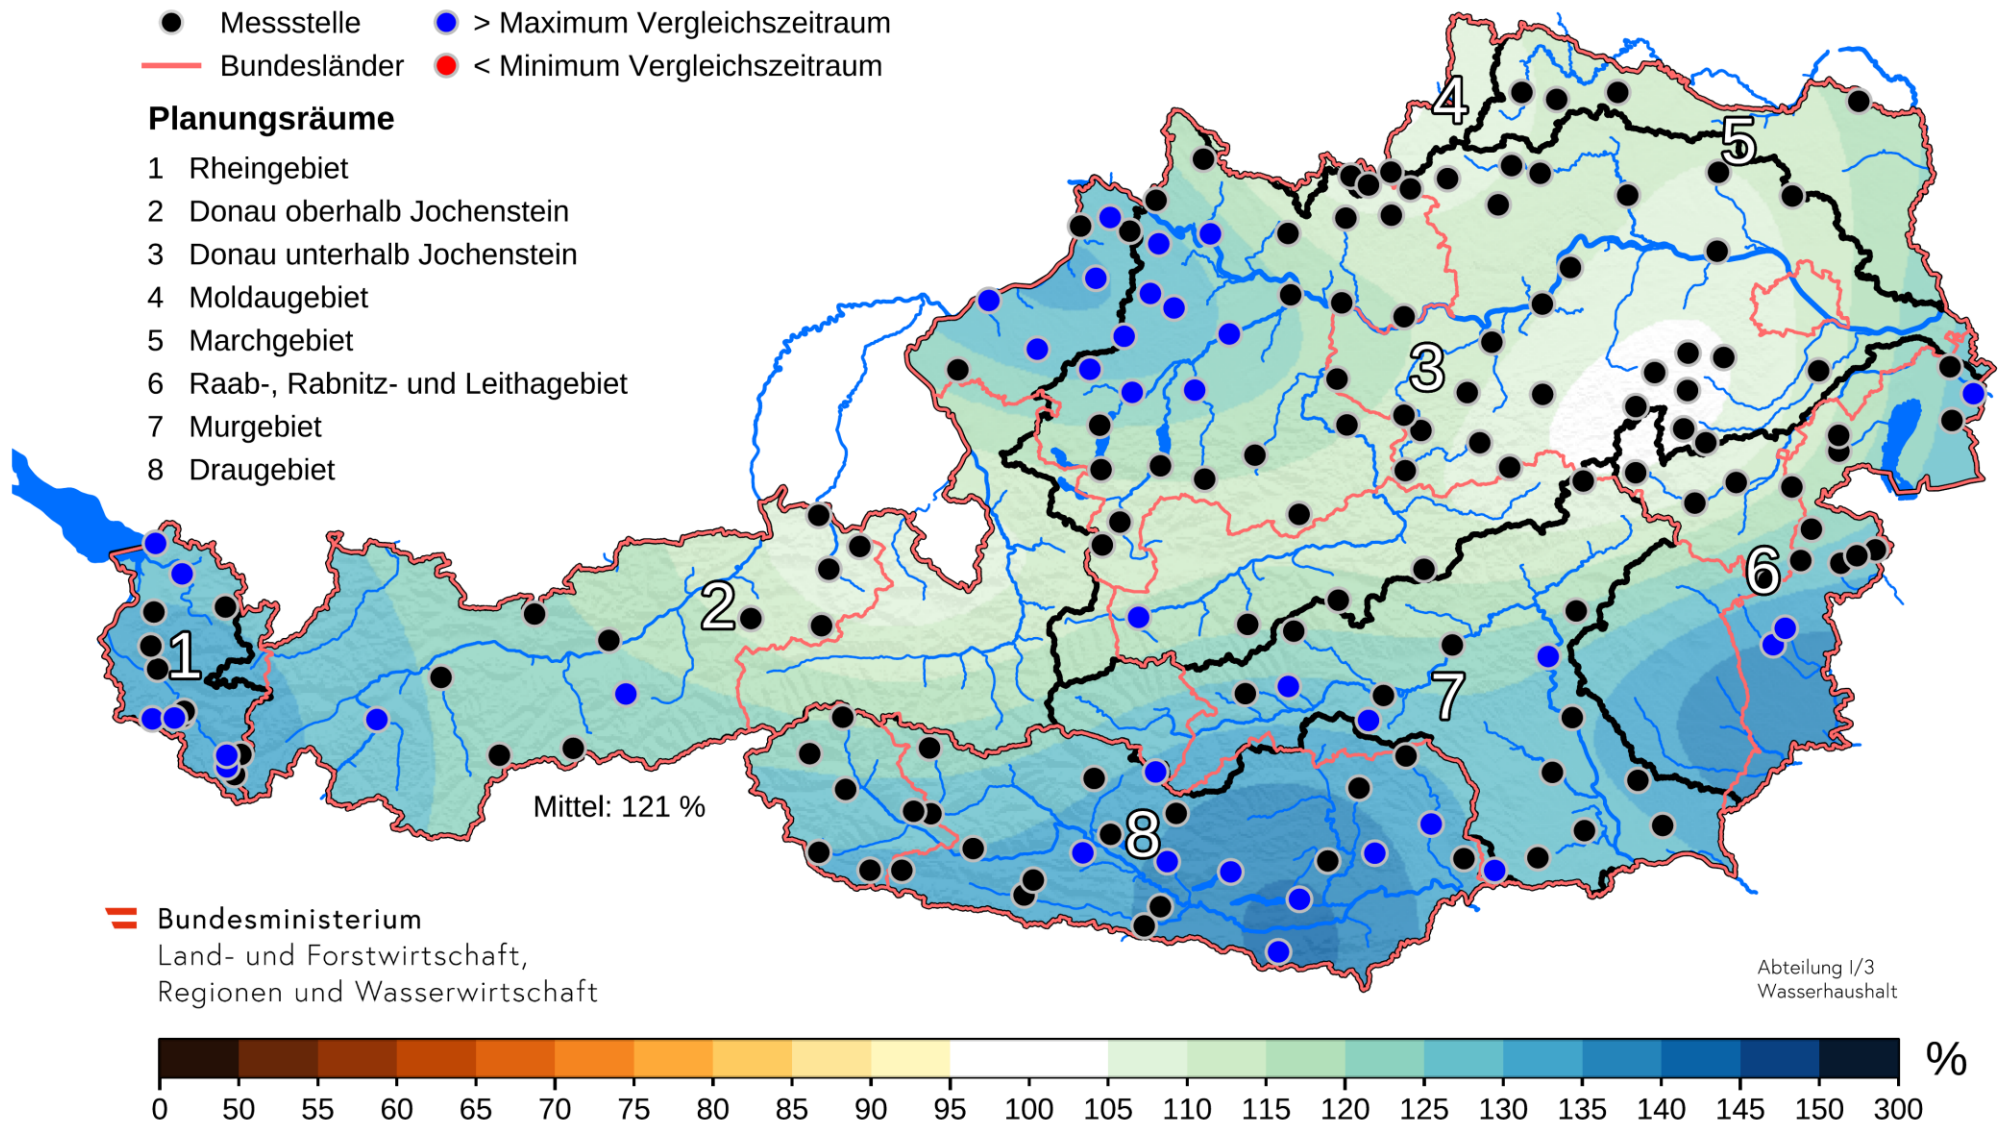 Messstelle
> Maximum Vergleichszeitraum
Bundesländer
< Minimum Vergleichszeitraum
Planungsräume
1 Rheingebiet
2 Donau oberhalb Jochenstein
3 Donau unterhalb Jochenstein
4 Moldaugebiet
5 Marchgebiet
6 Raab-, Rabnitz- und Leithagebiet
7 Murgebiet
8 Draugebiet
4
5
3
6
2
1
7
8
Mittel: 121 %
Bundesministerium
Land- und Forstwirtschaft,
Regionen und Wasserwirtschaft
Abteilung I/3
Wasserhaushalt
%
0 50 55 60 65 70 75 80 85 90 95 100 105 110 115 120 125 130 135 140 145 150 300